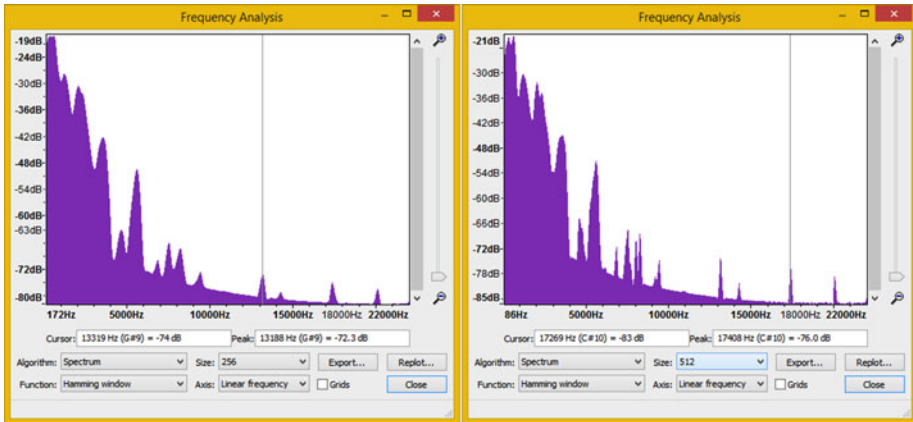 Frequency Analysis
-19dB
-24dB
-30dB
-36dB
-42dB
-48dB
-54dB
-60dB
-63dB
-72dB
-80dB
172Hz 5000Hz 10000Hz 15000Hz 18000Hz 22000Hz
Cursor: 13319 Hz (G#9) = -74 dB Peak: 13188 Hz (G#9) = -72.3 dB
Algorithm: Spectrum Size: 256 Export... Replot...
Function: Hamming window Axis: Linear frequency Grids Close
Frequency Analysis
-21dB
-30dB
-36dB
-42dB
-48dB
-54dB
-60dB
-66dB
-72dB
-78dB
-85dB
86Hz 5000Hz 10000Hz 15000Hz 18000Hz 22000Hz
Cursor: 17269 Hz (C#10) = -83 dB Peak: 17408 Hz (C#10) = -76.0 dB
Algorithm: Spectrum Size: 512 Export... Replot...
Function: Hamming window Axis: Linear frequency Grids Close